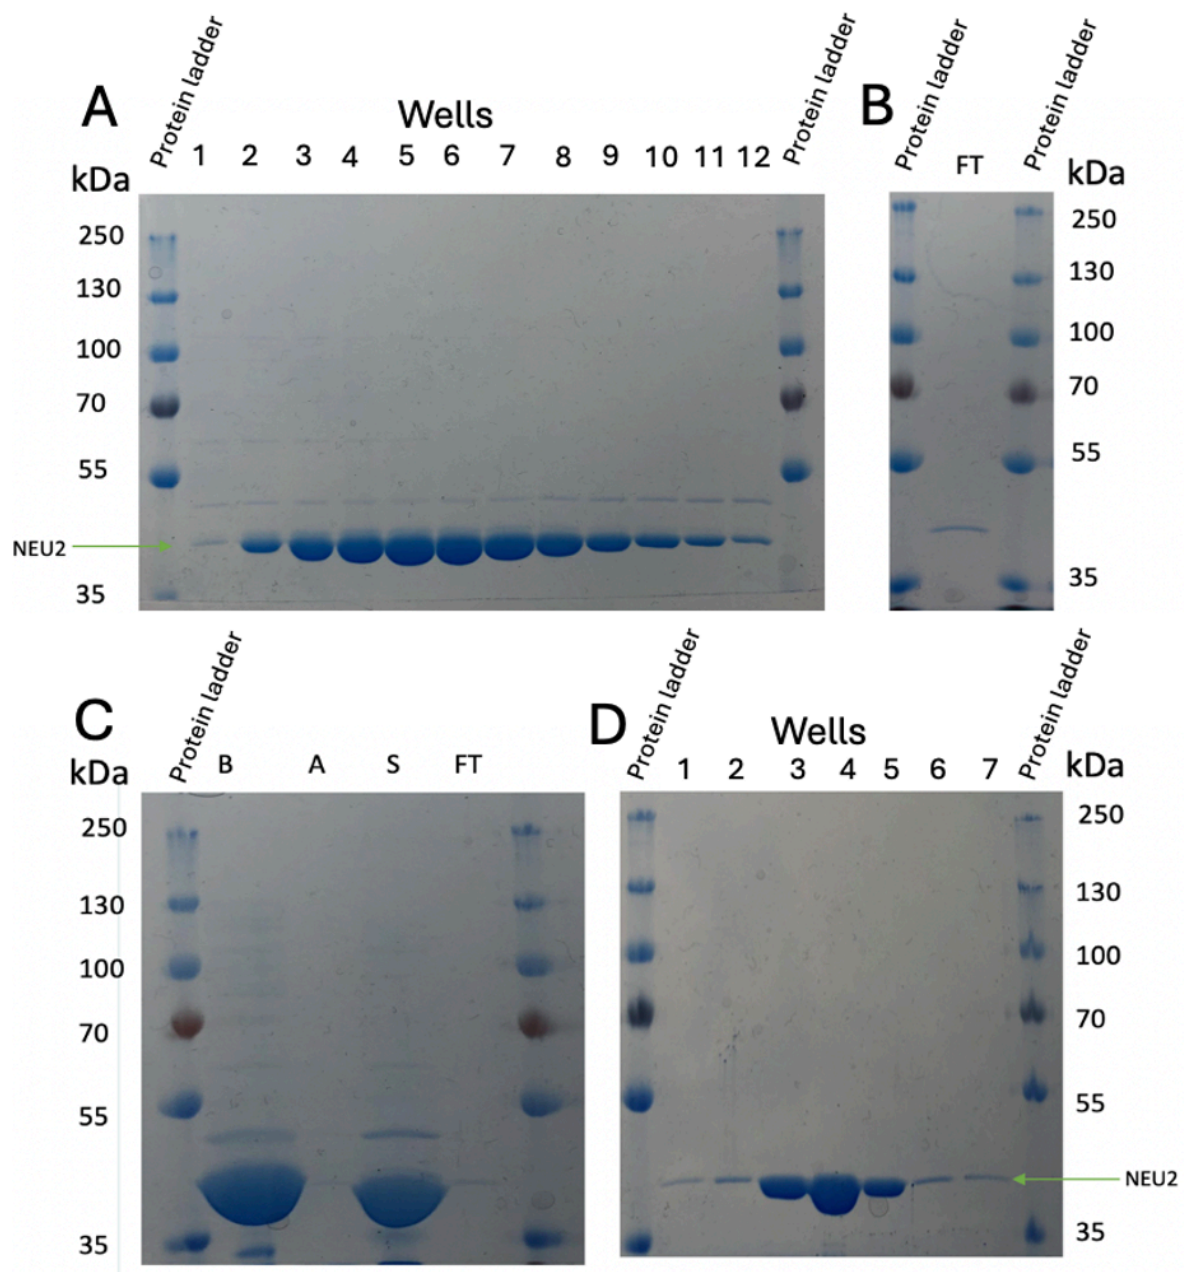 A
Protein ladder
Wells
1 2 3 4 5 6 7 8 9 10 11 12
Protein ladder
kDa
250
130
100
70
55
NEU2
35
B
Protein ladder
FT
Protein ladder
kDa
250
130
100
70
55
35
C
Protein ladder
kDa
B A S FT
250
130
100
70
55
35
D
Protein ladder
Wells
1 2 3 4 5 6 7
Protein ladder
kDa
250
130
100
70
55
NEU2
35